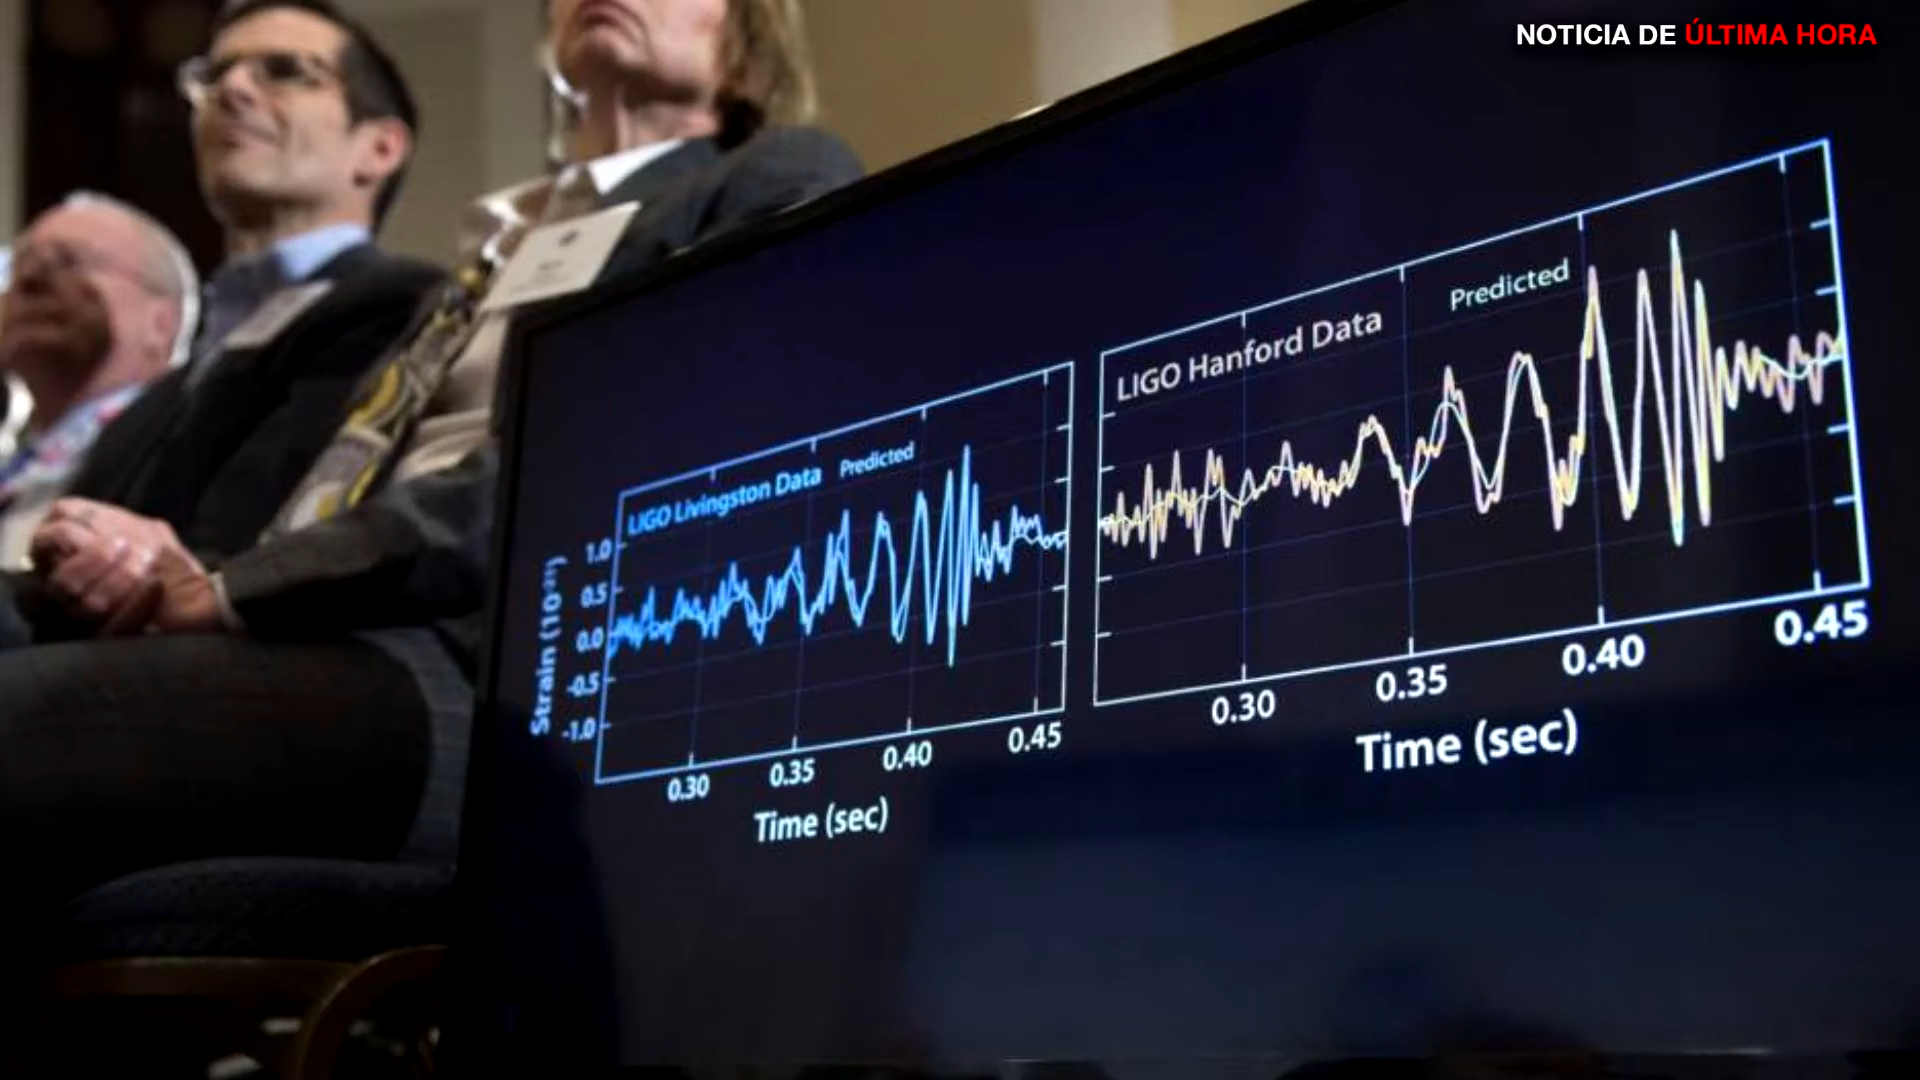 NOTICIA DE ÚLTIMA HORA
LIGO Livingston Data Predicted
Strain (10⁻²¹)
1.0
0.5
0.0
-0.5
-1.0
0.30 0.35 0.40 0.45
Time (sec)
LIGO Hanford Data Predicted
0.30 0.35 0.40 0.45
Time (sec)